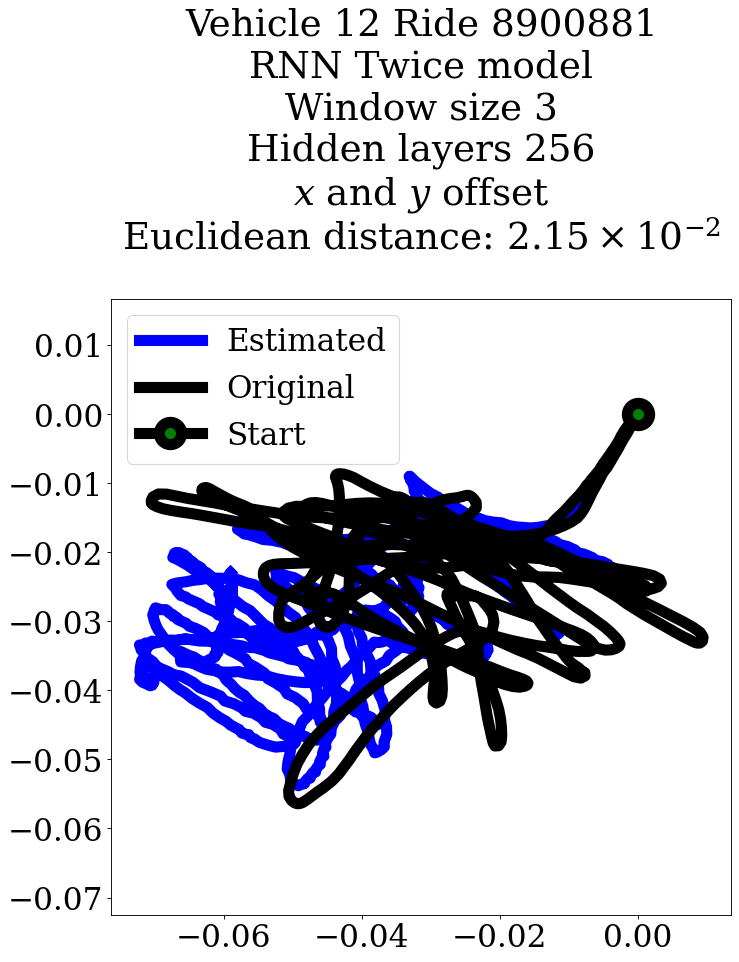 Vehicle 12 Ride 8900881
RNN Twice model
Window size 3
Hidden layers 256
x and y offset
Euclidean distance: 2.15 × 10⁻²
Estimated
Original
Start
0.01
0.00
−0.01
−0.02
−0.03
−0.04
−0.05
−0.06
−0.07
−0.06 −0.04 −0.02 0.00